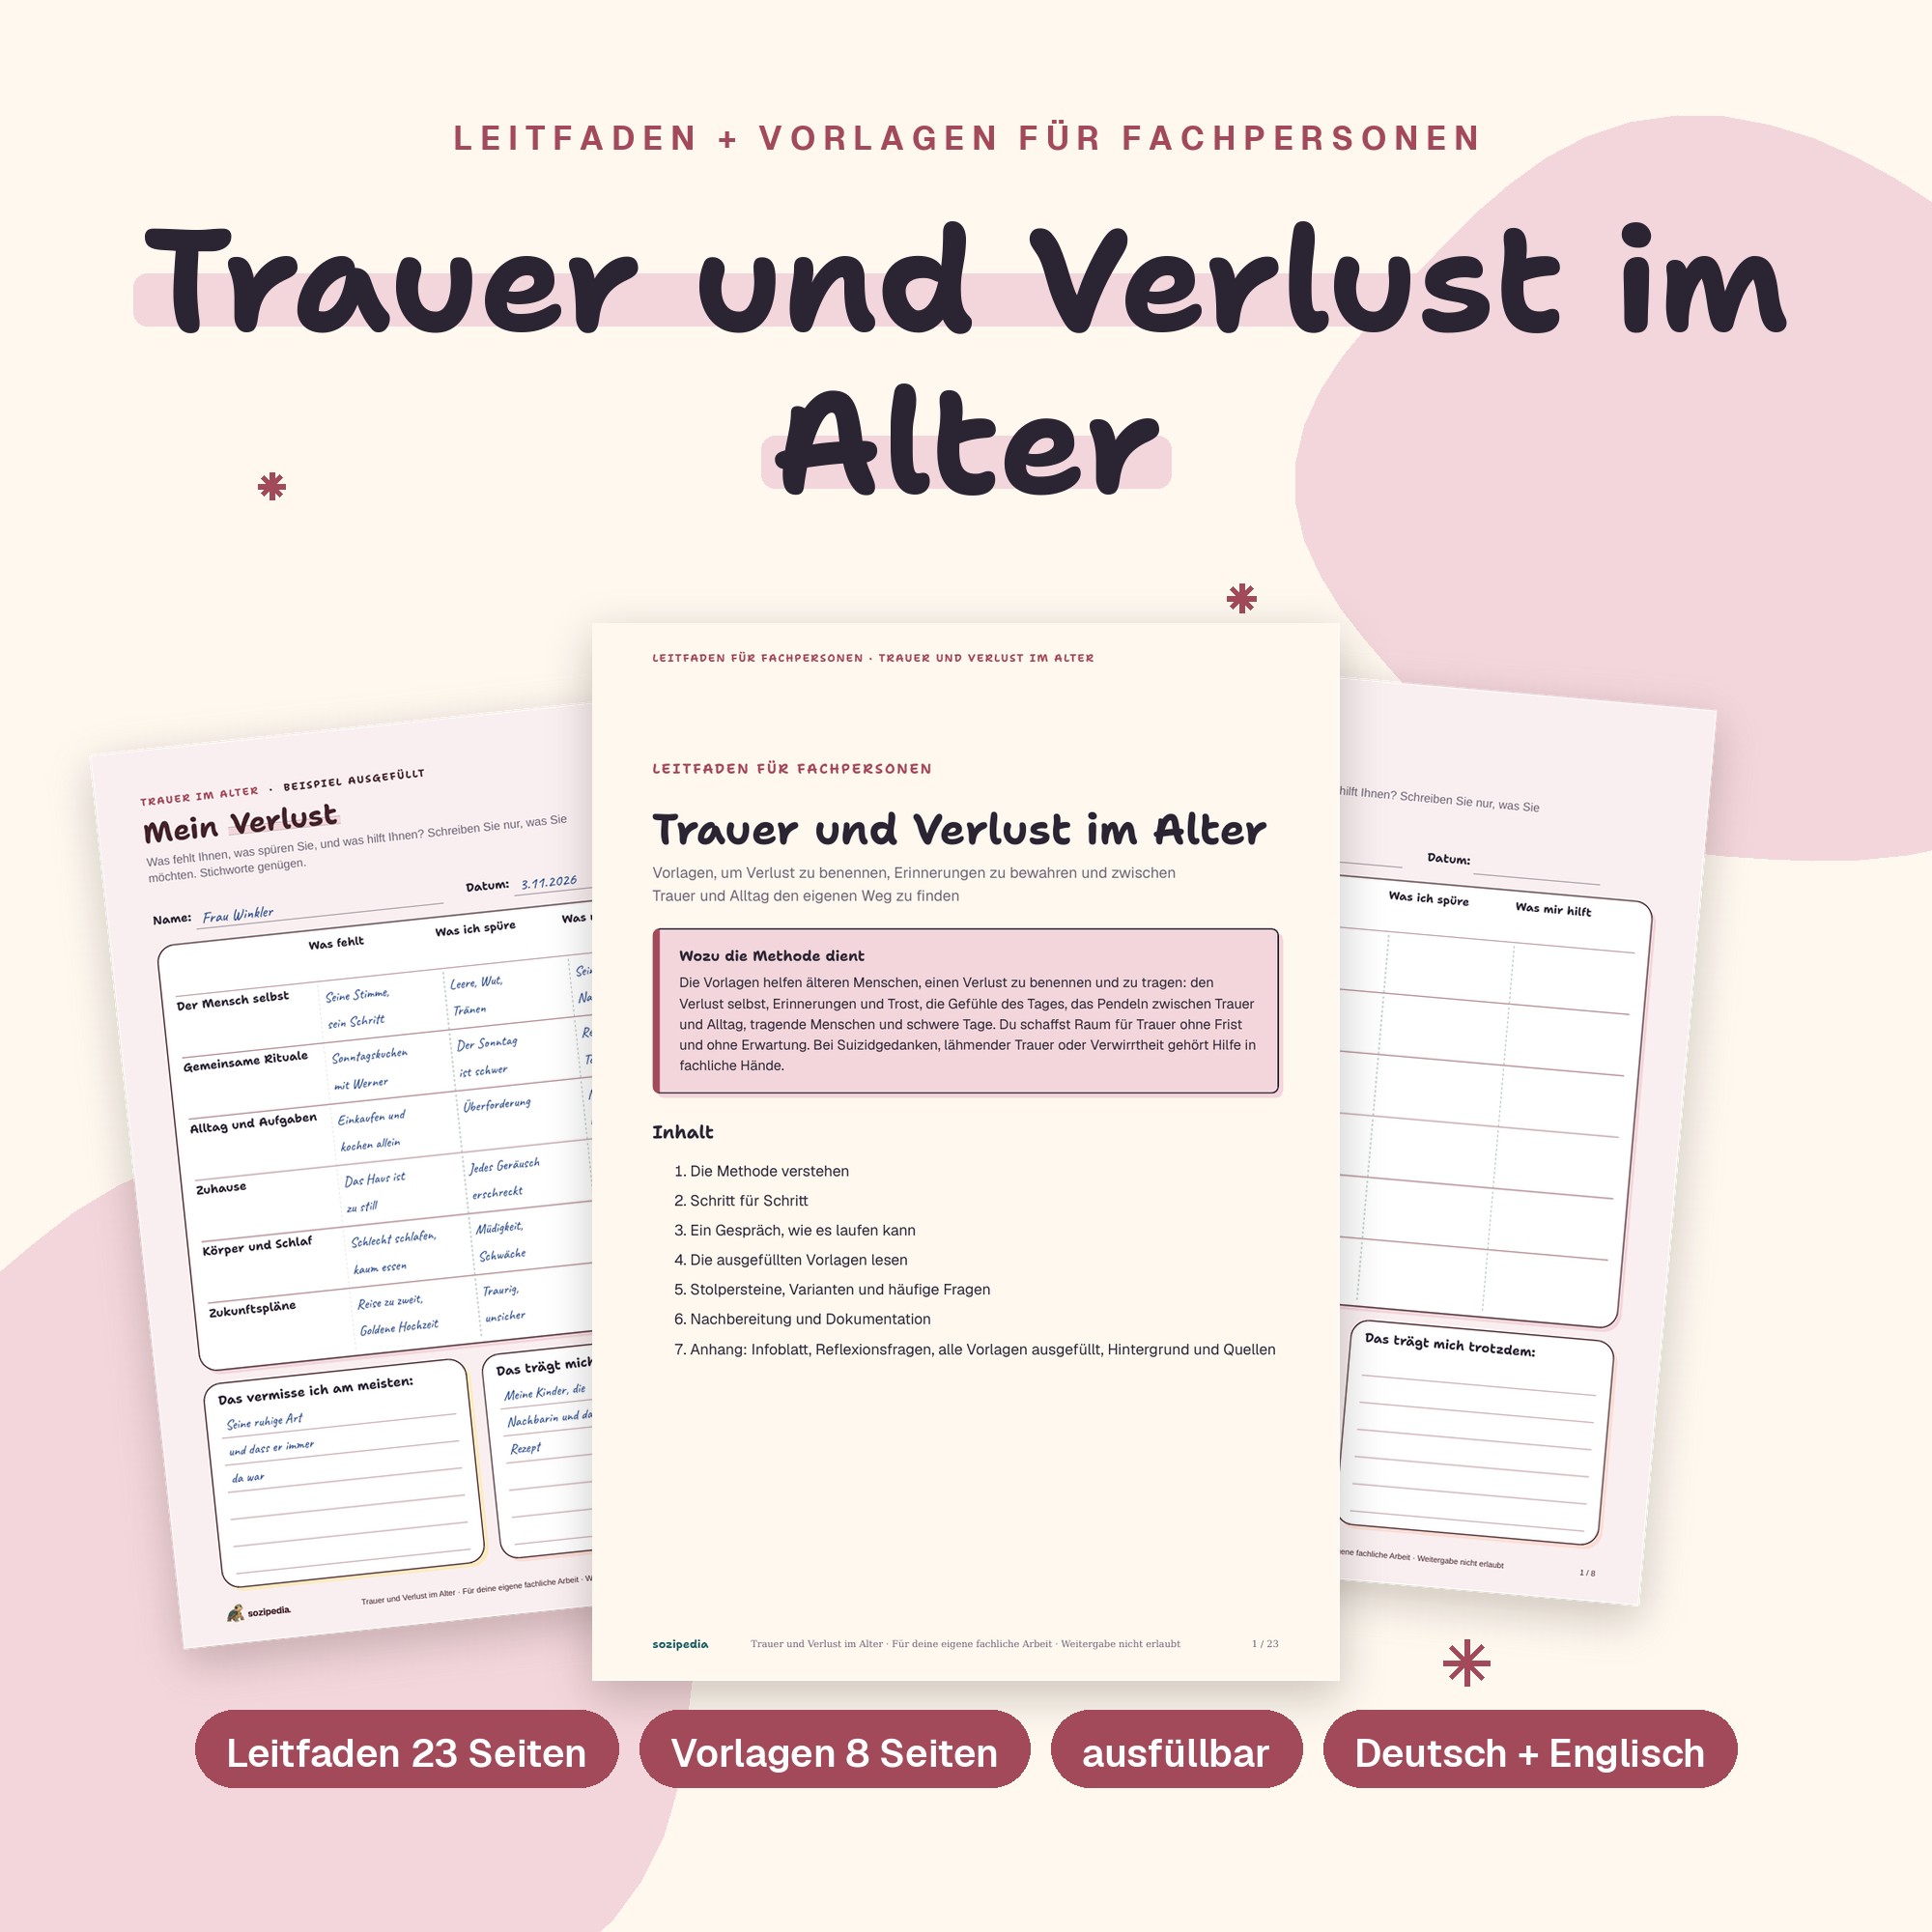 LEITFADEN + VORLAGEN FÜR FACHPERSONEN
Trauer und Verlust im
Alter
TRAUER IM ALTER · BEISPIEL AUSGEFÜLLT
Mein Verlust
Was fehlt Ihnen, was spüren Sie, und was hilft Ihnen? Schreiben Sie nur, was Sie
möchten. Stichworte genügen.
Name: Frau Winkler
Datum: 3.11.2026
Was fehlt
Was ich spüre
Was
Der Mensch selbst
Seine Stimme,
sein Schritt
Leere, Wut,
Tränen
Gemeinsame Rituale
Sonntagskuchen
mit Werner
Der Sonntag
ist schwer
Alltag und Aufgaben
Einkaufen und
kochen allein
Überforderung
Zuhause
Das Haus ist
zu still
Jedes Geräusch
erschreckt
Körper und Schlaf
Schlecht schlafen,
kaum essen
Müdigkeit,
Schwäche
Zukunftspläne
Reise zu zweit,
Goldene Hochzeit
Traurig,
unsicher
Das vermisse ich am meisten:
Seine ruhige Art
und dass er immer
da war
Das trägt mich
Meine Kinder, die
Nachbarin und
Rezept
sozipedia.
Trauer und Verlust im Alter · Für deine eigene fachliche Arbeit ·
LEITFADEN FÜR FACHPERSONEN · TRAUER UND VERLUST IM ALTER
LEITFADEN FÜR FACHPERSONEN
Trauer und Verlust im Alter
Vorlagen, um Verlust zu benennen, Erinnerungen zu bewahren und zwischen
Trauer und Alltag den eigenen Weg zu finden
Wozu die Methode dient
Die Vorlagen helfen älteren Menschen, einen Verlust zu benennen und zu tragen: den
Verlust selbst, Erinnerungen und Trost, die Gefühle des Tages, das Pendeln zwischen Trauer
und Alltag, tragende Menschen und schwere Tage. Du schaffst Raum für Trauer ohne Frist
und ohne Erwartung. Bei Suizidgedanken, lähmender Trauer oder Verwirrtheit gehört Hilfe in
fachliche Hände.
Inhalt
1. Die Methode verstehen
2. Schritt für Schritt
3. Ein Gespräch, wie es laufen kann
4. Die ausgefüllten Vorlagen lesen
5. Stolpersteine, Varianten und häufige Fragen
6. Nachbereitung und Dokumentation
7. Anhang: Infoblatt, Reflexionsfragen, alle Vorlagen ausgefüllt, Hintergrund und Quellen
sozipedia
Trauer und Verlust im Alter · Für deine eigene fachliche Arbeit · Weitergabe nicht erlaubt
1 / 23
hilft Ihnen? Schreiben Sie nur, was Sie
Datum:
Was ich spüre
Was mir hilft
Das trägt mich trotzdem:
fachliche Arbeit · Weitergabe nicht erlaubt
1 / 8
Leitfaden 23 Seiten
Vorlagen 8 Seiten
ausfüllbar
Deutsch + Englisch